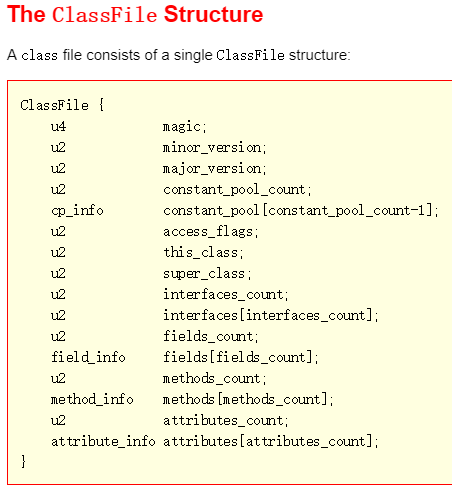 The ClassFile Structure
A class file consists of a single ClassFile structure:
ClassFile {
u4 magic;
u2 minor_version;
u2 major_version;
u2 constant_pool_count;
cp_info constant_pool[constant_pool_count-1];
u2 access_flags;
u2 this_class;
u2 super_class;
u2 interfaces_count;
u2 interfaces[interfaces_count];
u2 fields_count;
field_info fields[fields_count];
u2 methods_count;
method_info methods[methods_count];
u2 attributes_count;
attribute_info attributes[attributes_count];
}